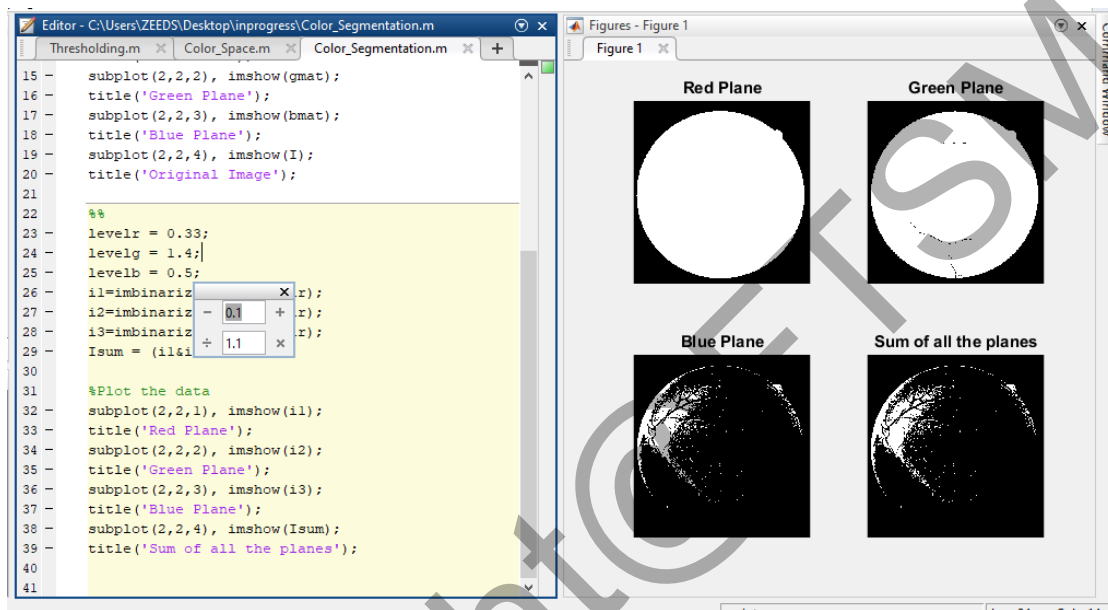 Editor - C:\Users\ZEEDS\Desktop\inprogress\Color_Segmentation.m
Thresholding.m Color_Space.m Color_Segmentation.m
15 - subplot(2,2,2), imshow(gmat);
16 - title('Green Plane');
17 - subplot(2,2,3), imshow(bmat);
18 - title('Blue Plane');
19 - subplot(2,2,4), imshow(I);
20 - title('Original Image');
21
22 %%
23 - levelr = 0.33;
24 - levelg = 1.4;
25 - levelb = 0.5;
26 - i1=imbinariz r);
27 - i2=imbinariz r);
28 - i3=imbinariz r);
29 - Isum = (i1&i
− 0.1 +
÷ 1.1 ×
30
31 %Plot the data
32 - subplot(2,2,1), imshow(i1);
33 - title('Red Plane');
34 - subplot(2,2,2), imshow(i2);
35 - title('Green Plane');
36 - subplot(2,2,3), imshow(i3);
37 - title('Blue Plane');
38 - subplot(2,2,4), imshow(Isum);
39 - title('Sum of all the planes');
40
41
Figures - Figure 1
Figure 1
Red Plane
Green Plane
Blue Plane
Sum of all the planes
Command Window